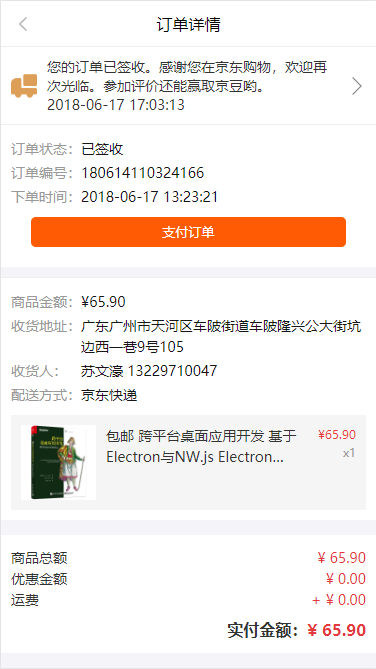 订单详情
您的订单已签收。感谢您在京东购物，欢迎再
次光临。参加评价还能赢取京豆哟。
2018-06-17 17:03:13
订单状态：已签收
订单编号：180614110324166
下单时间：2018-06-17 13:23:21
支付订单
商品金额：¥65.90
收货地址：广东广州市天河区车陂街道车陂隆兴公大街坑
边西一巷9号105
收货人：苏文濠 13229710047
配送方式：京东快递
包邮 跨平台桌面应用开发 基于 ¥65.90
Electron与NW.js Electron... x1
商品总额 ¥ 65.90
优惠金额 ¥ 0.00
运费 + ¥ 0.00
实付金额：¥ 65.90